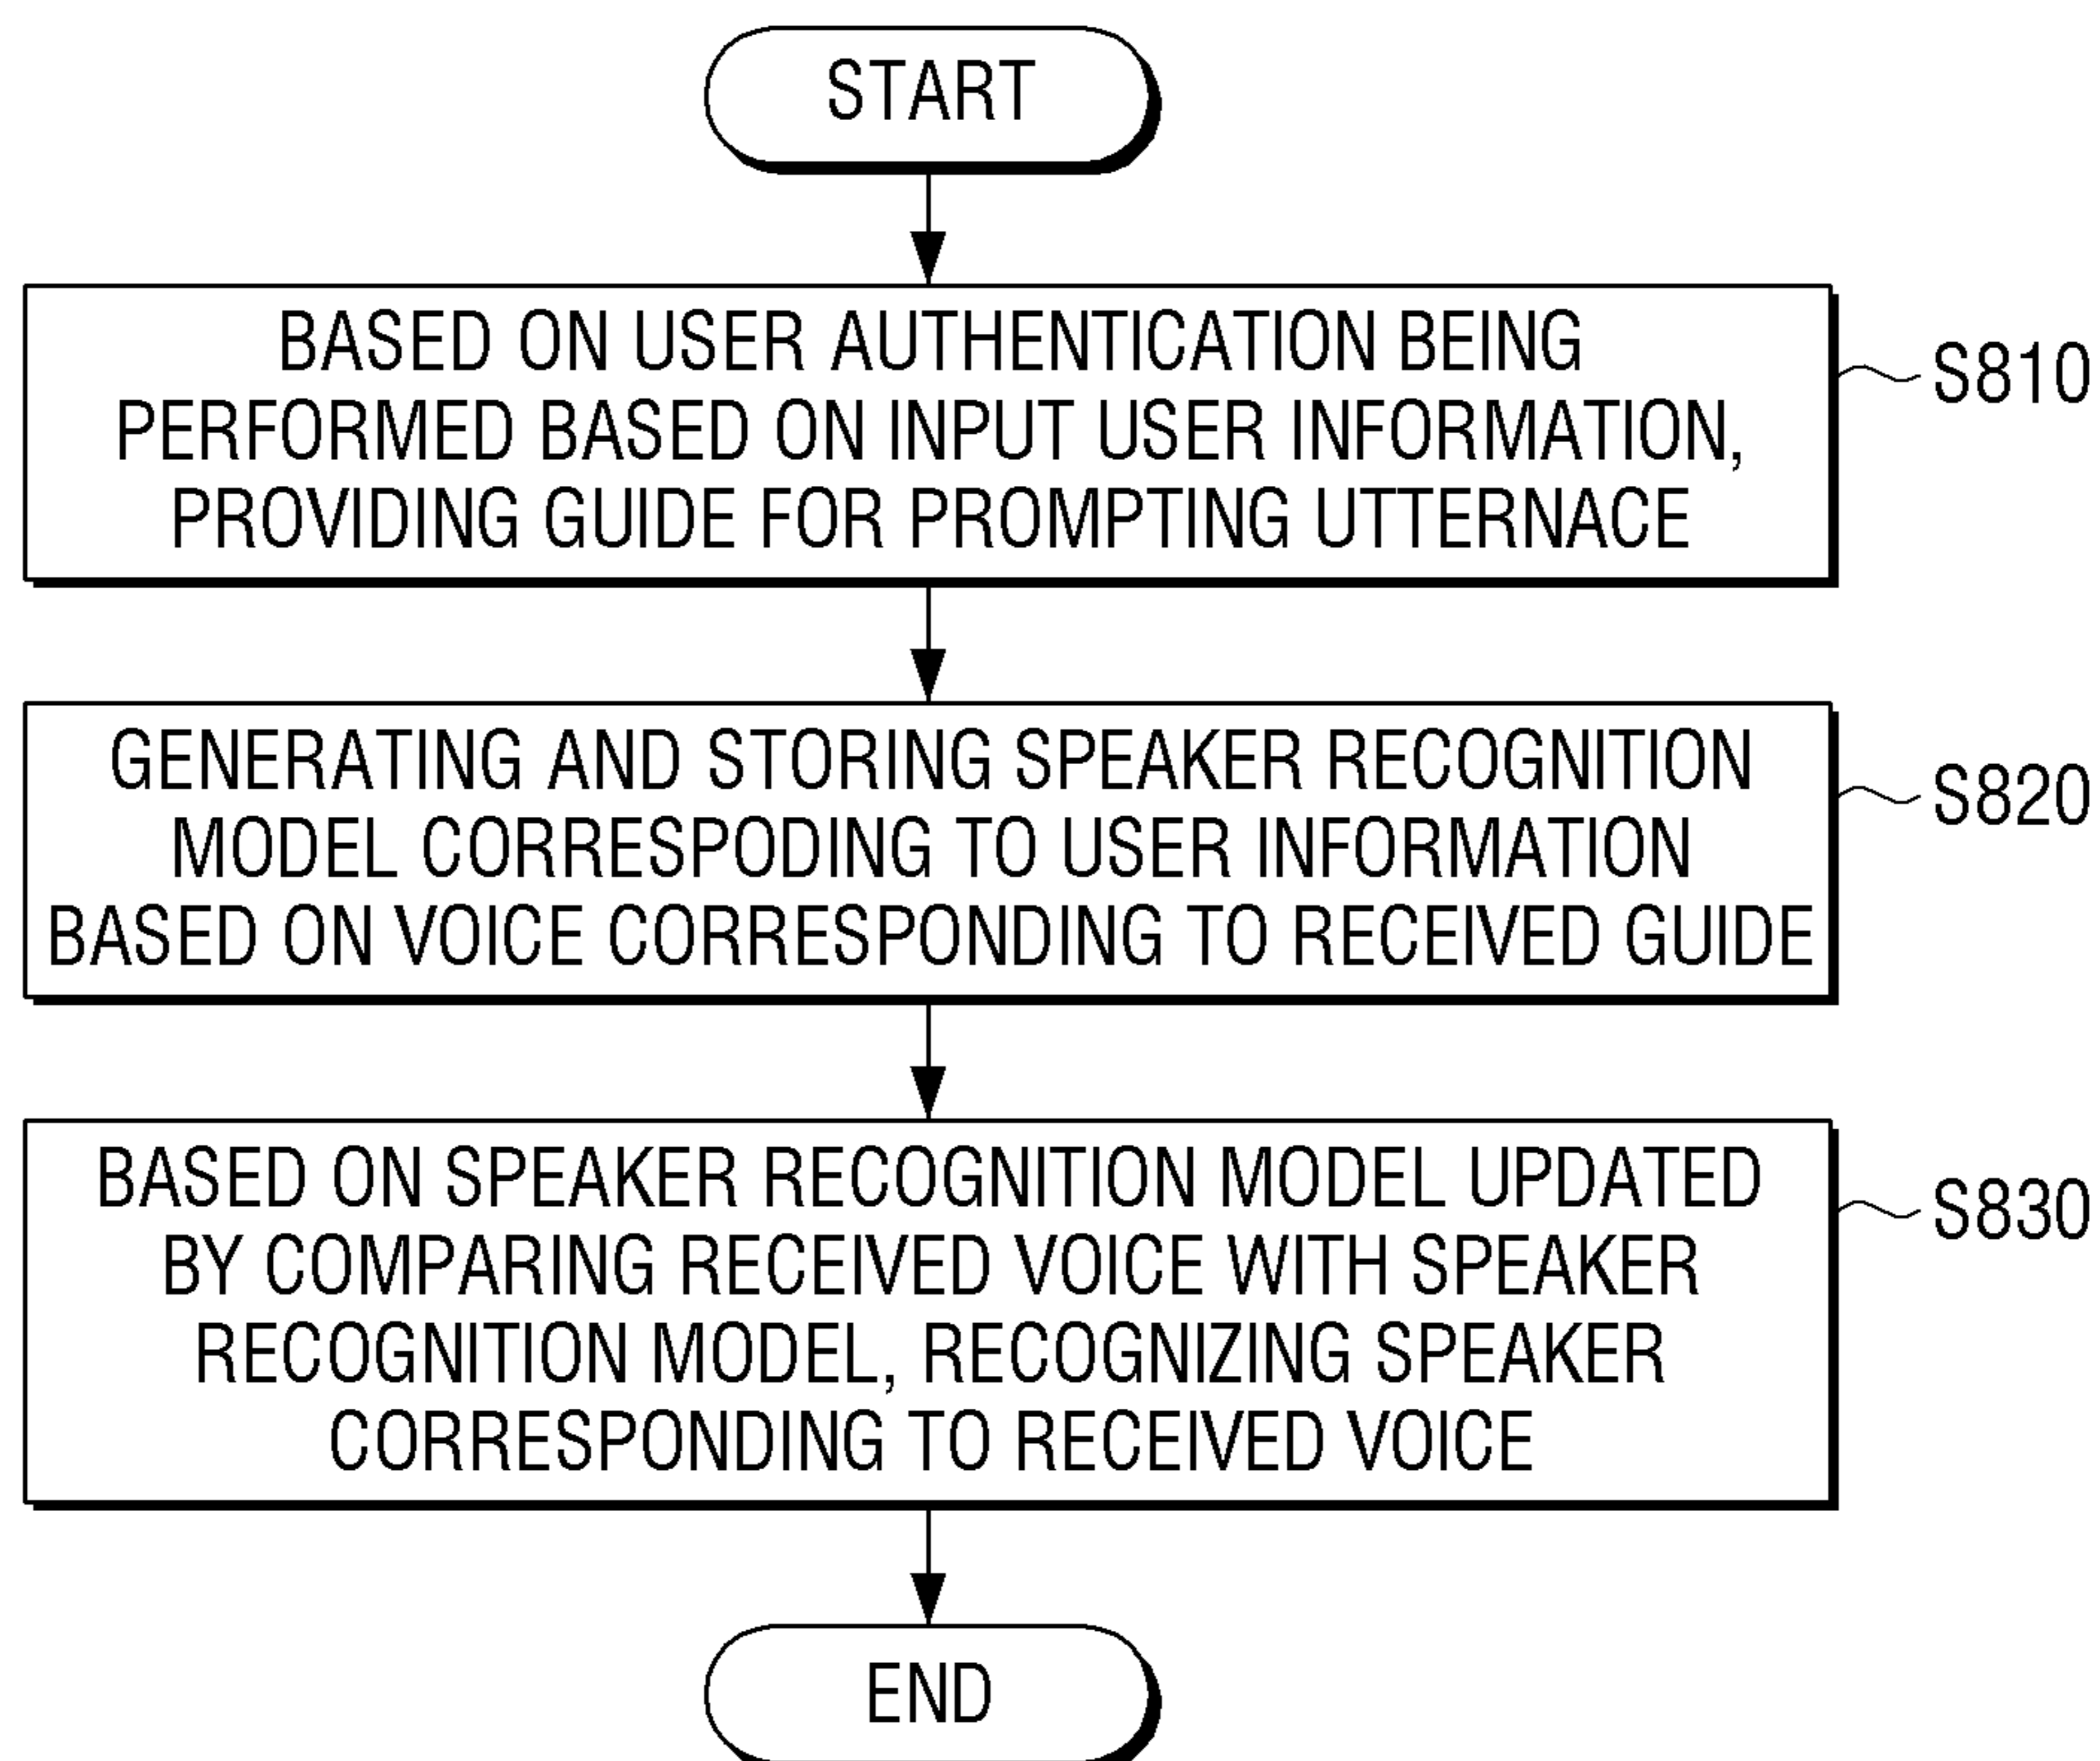 START
BASED ON USER AUTHENTICATION BEING
PERFORMED BASED ON INPUT USER INFORMATION,
PROVIDING GUIDE FOR PROMPTING UTTERNACE
S810
GENERATING AND STORING SPEAKER RECOGNITION
MODEL CORRESPODING TO USER INFORMATION
BASED ON VOICE CORRESPONDING TO RECEIVED GUIDE
S820
BASED ON SPEAKER RECOGNITION MODEL UPDATED
BY COMPARING RECEIVED VOICE WITH SPEAKER
RECOGNITION MODEL, RECOGNIZING SPEAKER
CORRESPONDING TO RECEIVED VOICE
S830
END